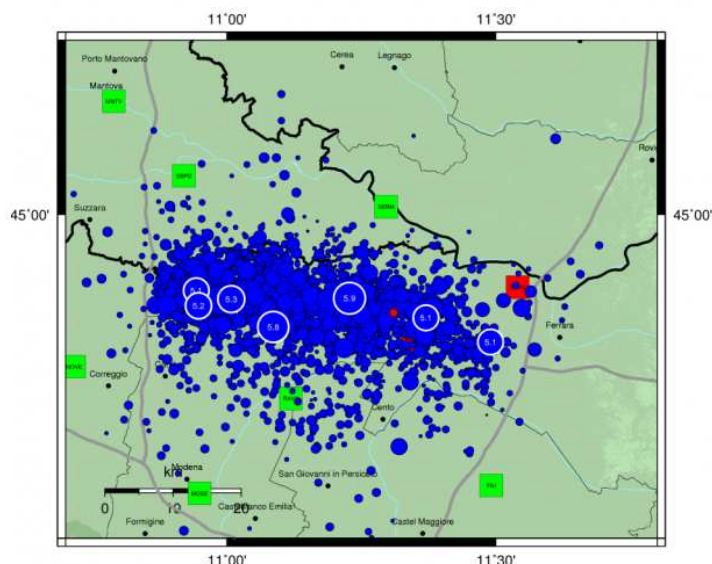 11°00' 11°30'
Cerea Legnago
Porto Mantovano
Mantova
Rovi
45°00' 45°00'
Suzzara
5.1
5.2 5.3 5.9
5.1
5.8
5.1
Ferrara
Correggio
Cento
Modena
San Giovanni in Persiceto
km
0 10 20
Castelfranco Emilia
Formigine Castel Maggiore
11°00' 11°30'